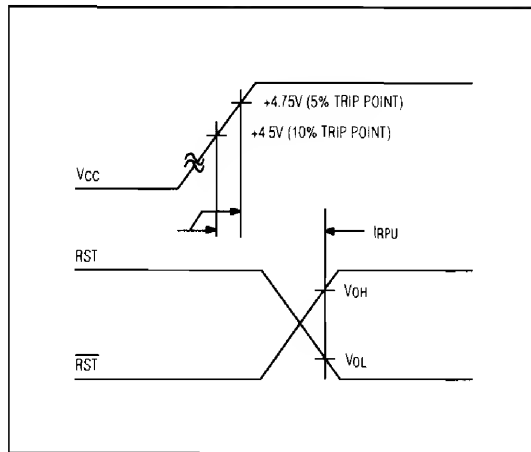 +4.75V (5% TRIP POINT)
+4.5V (10% TRIP POINT)
VCC
tRPU
RST
VOH
VOL
RST